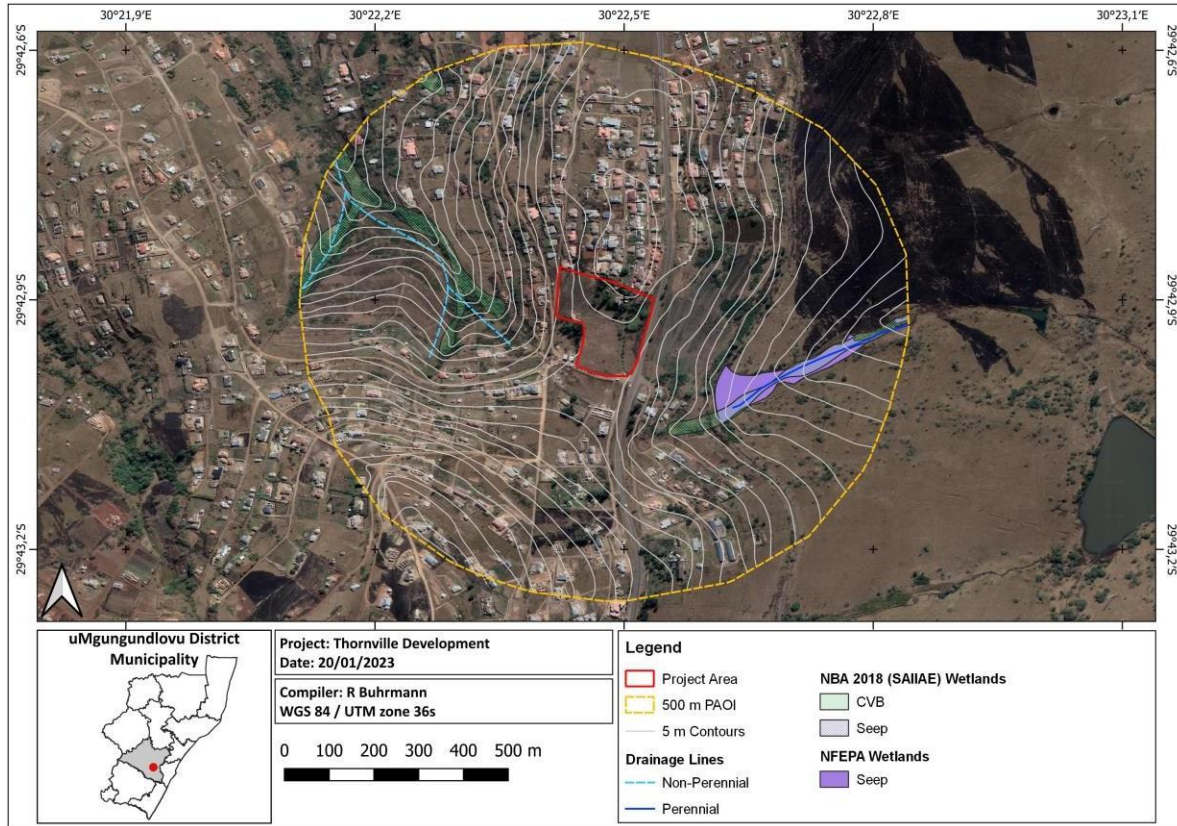 30°21,9'E 30°22,2'E 30°22,5'E 30°22,8'E 30°23,1'E
29°42,6'S 29°42,6'S
29°42,9'S 29°42,9'S
29°43,2'S 29°43,2'S
uMgungundlovu District
Municipality
Project: Thornville Development
Date: 20/01/2023
Compiler: R Buhrmann
WGS 84 / UTM zone 36s
0 100 200 300 400 500 m
Legend
Project Area
500 m PAOI
5 m Contours
Drainage Lines
Non-Perennial
Perennial
NBA 2018 (SAIIAE) Wetlands
CVB
Seep
NFEPA Wetlands
Seep